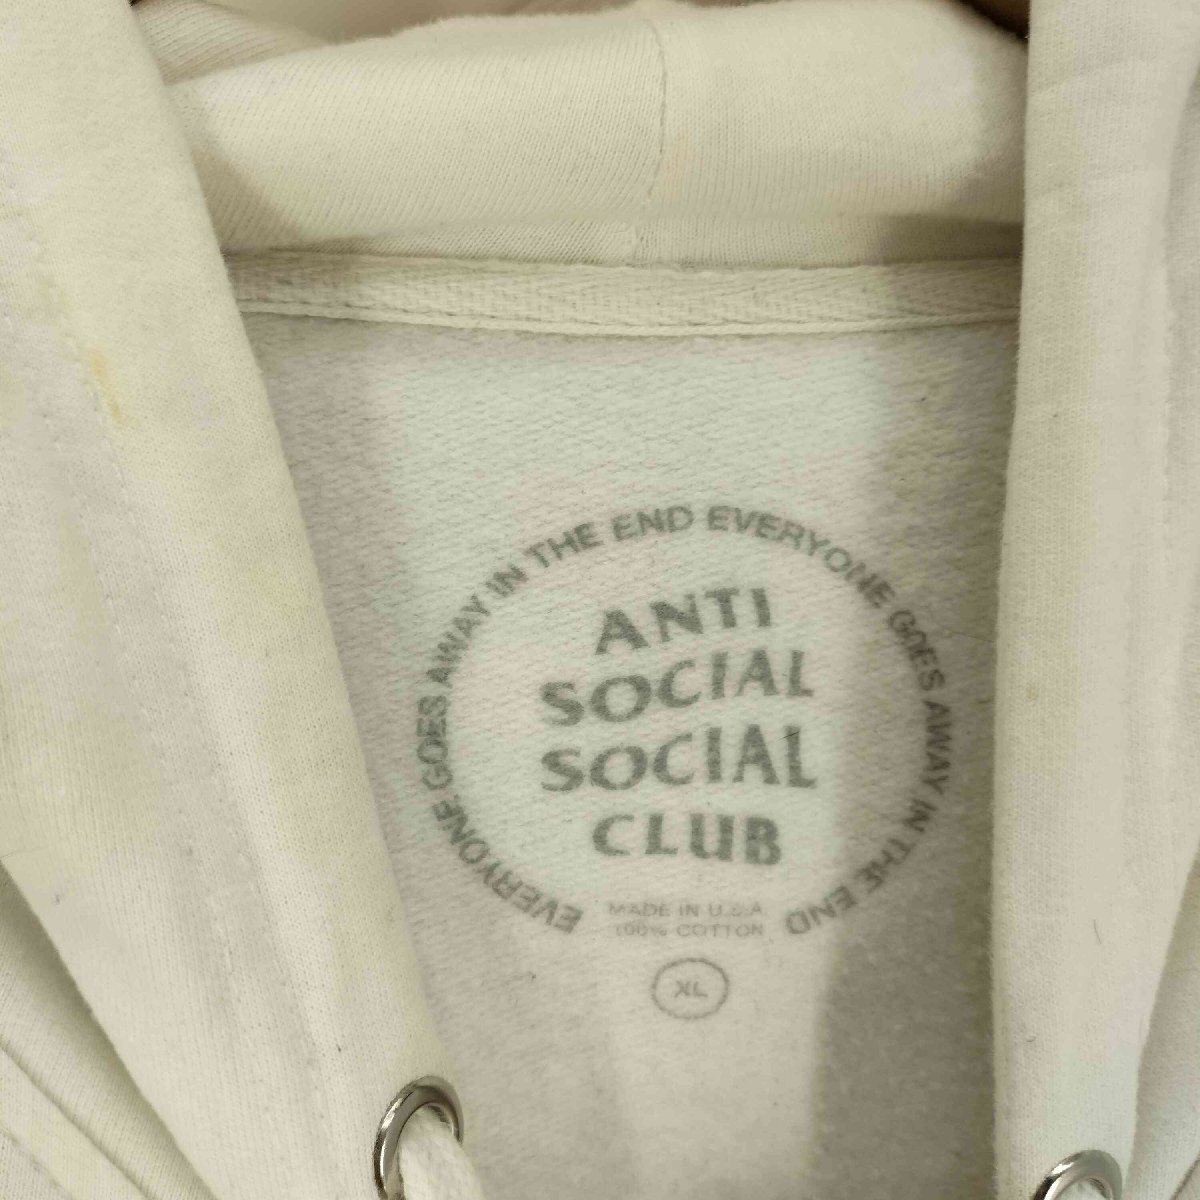 EVERYONE GOES AWAY IN THE END EVERYONE GOES AWAY IN THE END
ANTI
SOCIAL
SOCIAL
CLUB
MADE IN U.S.A.
100% COTTON
XL